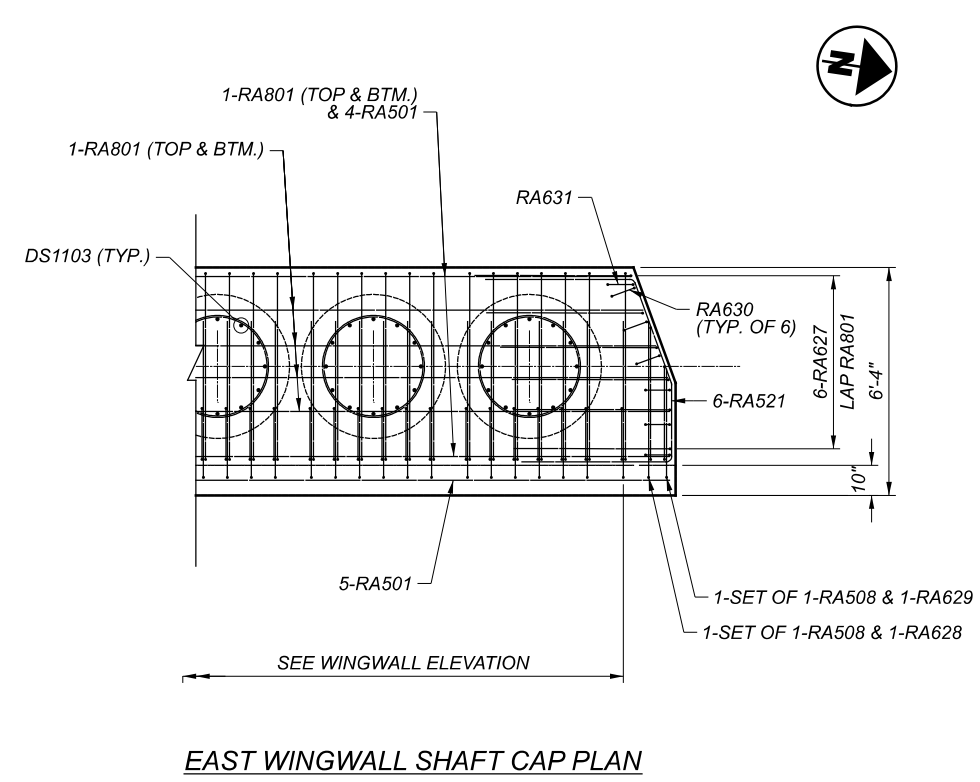 N
1-RA801 (TOP & BTM.)
& 4-RA501
1-RA801 (TOP & BTM.)
RA631
DS1103 (TYP.)
RA630
(TYP. OF 6)
6-RA627
LAP RA801
6'-4"
6-RA521
10"
5-RA501
1-SET OF 1-RA508 & 1-RA629
1-SET OF 1-RA508 & 1-RA628
SEE WINGWALL ELEVATION
EAST WINGWALL SHAFT CAP PLAN